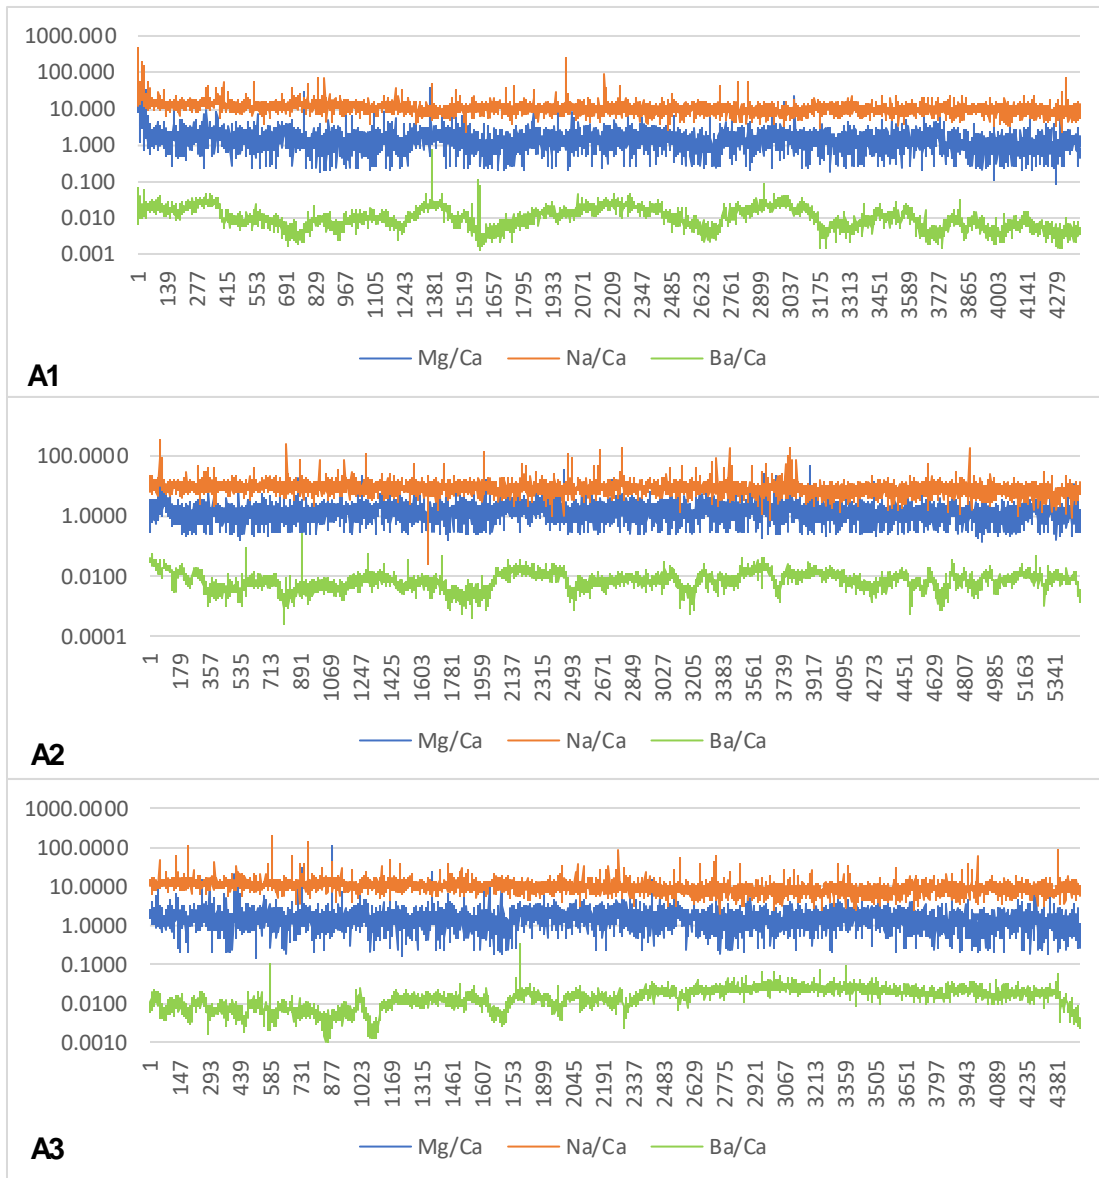 1000.000
100.000
10.000
1.000
0.100
0.010
0.001
1 139 277 415 553 691 829 967 1105 1243 1381 1519 1657 1795 1933 2071 2209 2347 2485 2623 2761 2899 3037 3175 3313 3451 3589 3727 3865 4003 4141 4279
Mg/Ca Na/Ca Ba/Ca
A1
100.0000
1.0000
0.0100
0.0001
1 179 357 535 713 891 1069 1247 1425 1603 1781 1959 2137 2315 2493 2671 2849 3027 3205 3383 3561 3739 3917 4095 4273 4451 4629 4807 4985 5163 5341
Mg/Ca Na/Ca Ba/Ca
A2
1000.0000
100.0000
10.0000
1.0000
0.1000
0.0100
0.0010
1 147 293 439 585 731 877 1023 1169 1315 1461 1607 1753 1899 2045 2191 2337 2483 2629 2775 2921 3067 3213 3359 3505 3651 3797 3943 4089 4235 4381
Mg/Ca Na/Ca Ba/Ca
A3